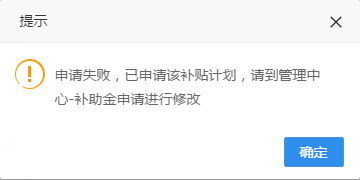 提示
申请失败，已申请该补贴计划，请到管理中
心-补助金申请进行修改
确定